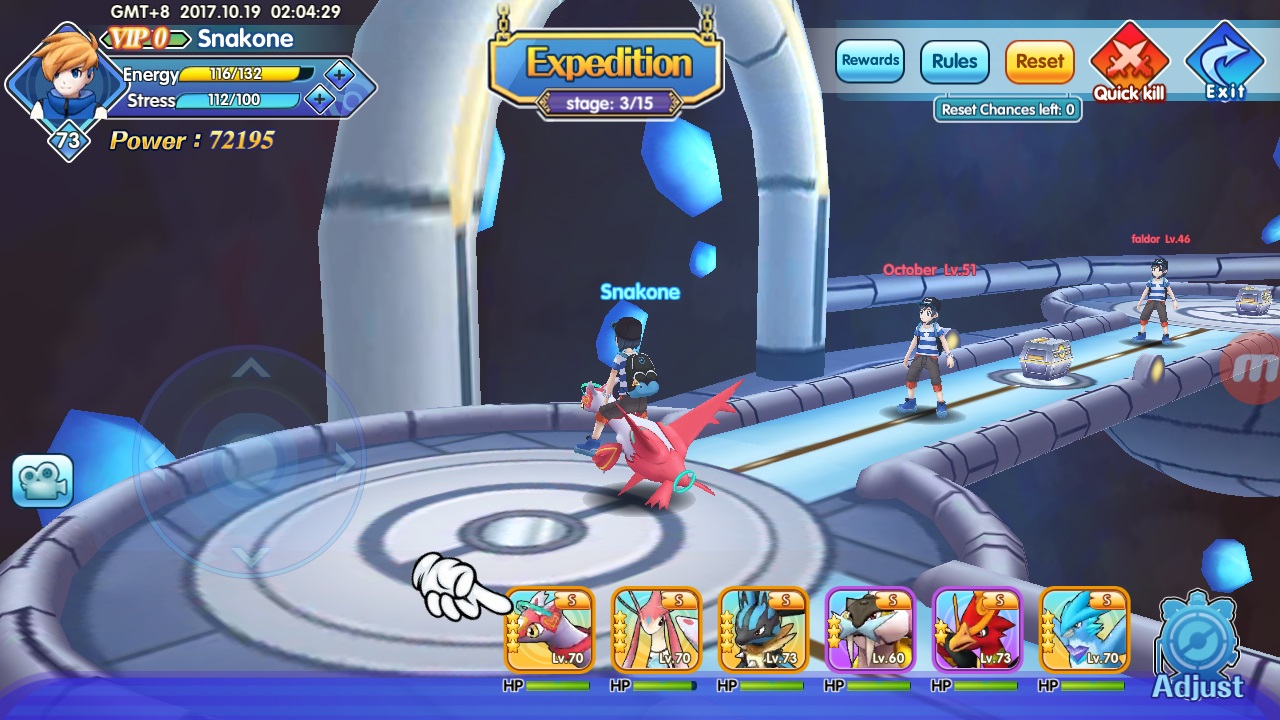 GMT+8 2017.10.19 02:04:29
VIP 0 Snakone
Energy 116/132
Stress 112/100
73
Power : 72195
Expedition
stage: 3/15
Rewards
Rules
Reset
Quick kill
Exit
Reset Chances left: 0
faldor Lv.46
October Lv.51
Snakone
m
S
S
S
S
S
S
Lv.70
Lv.70
Lv.73
Lv.60
Lv.73
Lv.70
HP
HP
HP
HP
HP
HP
Adjust